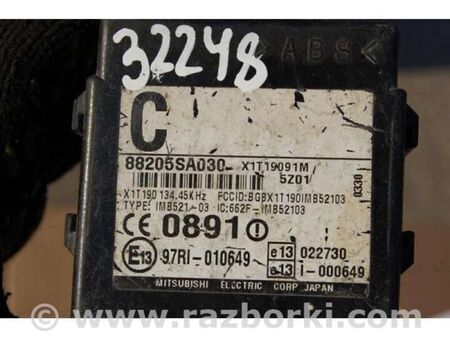 32248
>ABS<
C
88205SA030- X1T19091M
5Z01
X1T190 134.45KHz FCCID:BGBX1T190IMB52103
TYPE: IMB521-03 IC:662F-IMB52103
0330
CE 0891
E13 97RI-010649
e13 022730
a13 I-000649
MITSUBISHI ELECTRIC CORP. JAPAN
www.razborki.com